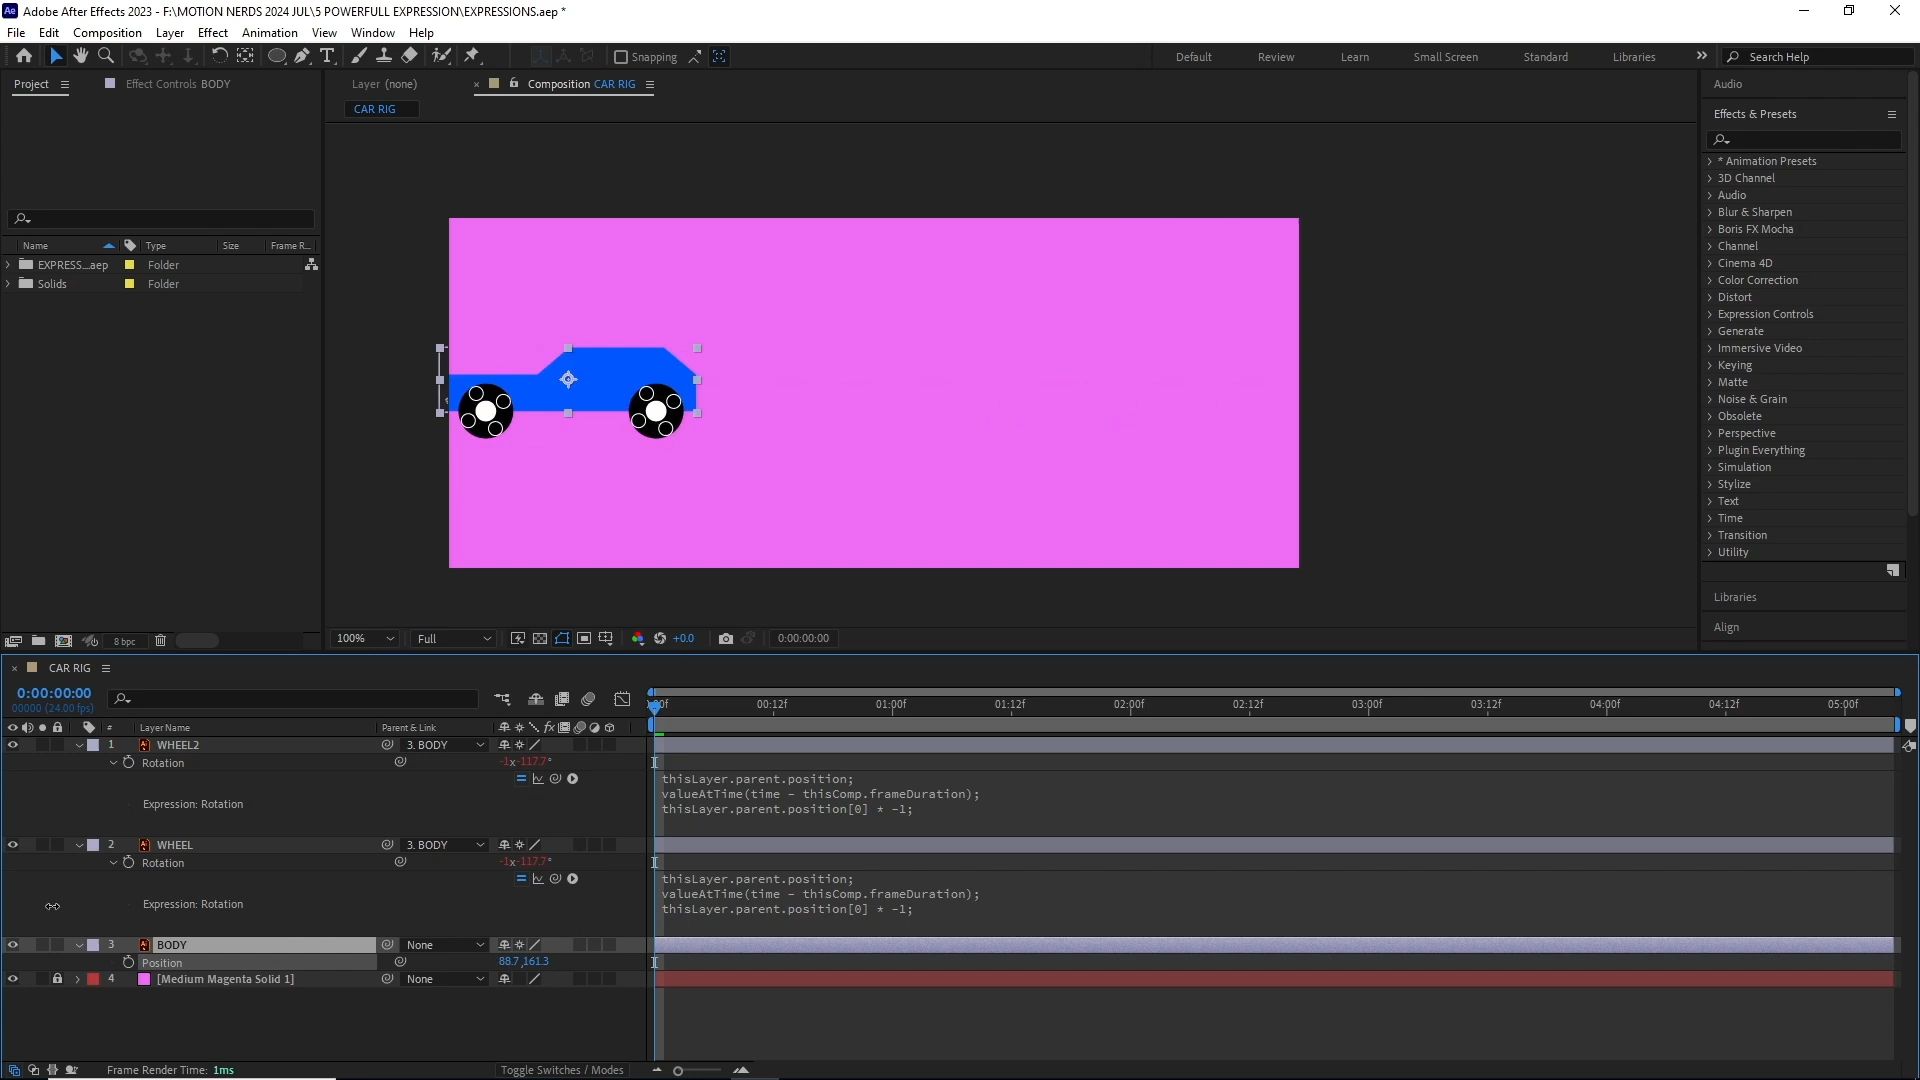 Adobe After Effects 2023 - F:\MOTION NERDS 2024 JUL\5 POWERFULL EXPRESSION\EXPRESSIONS.aep *
File Edit Composition Layer Effect Animation View Window Help
Snapping
Default Review Learn Small Screen Standard Libraries
Search Help
Project
Effect Controls BODY
Layer (none)
Composition CAR RIG
CAR RIG
Audio
Effects & Presets
* Animation Presets
3D Channel
Audio
Blur & Sharpen
Boris FX Mocha
Channel
Cinema 4D
Color Correction
Distort
Expression Controls
Generate
Immersive Video
Keying
Matte
Noise & Grain
Obsolete
Perspective
Plugin Everything
Simulation
Stylize
Text
Time
Transition
Utility
Libraries
Align
Name Type Size Frame R...
EXPRESS_.aep Folder
Solids Folder
8 bpc
100% Full +0.0 0:00:00:00
CAR RIG
0:00:00:00
00000 (24.00 fps)
00:12f 01:00f 01:12f 02:00f 02:12f 03:00f 03:12f 04:00f 04:12f 05:00f
# Layer Name Parent & Link
1 WHEEL2 3. BODY
Rotation -1x-117.7°
Expression: Rotation
thisLayer.parent.position;
valueAtTime(time - thisComp.frameDuration);
thisLayer.parent.position[0] * -1;
2 WHEEL 3. BODY
Rotation -1x-117.7°
Expression: Rotation
thisLayer.parent.position;
valueAtTime(time - thisComp.frameDuration);
thisLayer.parent.position[0] * -1;
3 BODY None
Position 88.7,161.3
4 [Medium Magenta Solid 1] None
Frame Render Time: 1ms
Toggle Switches / Modes